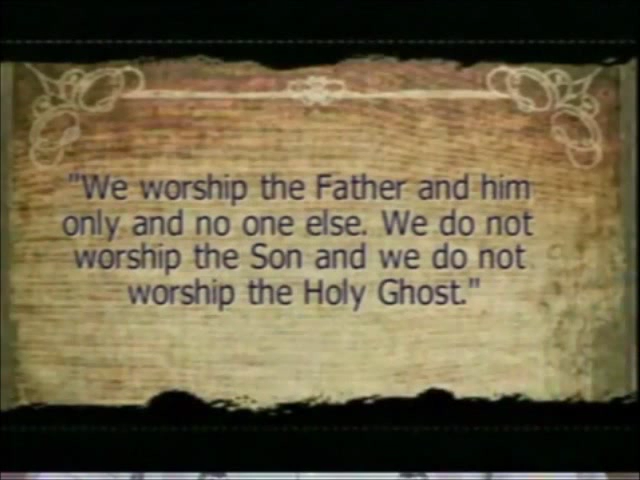 "We worship the Father and him
only and no one else. We do not
worship the Son and we do not
worship the Holy Ghost."